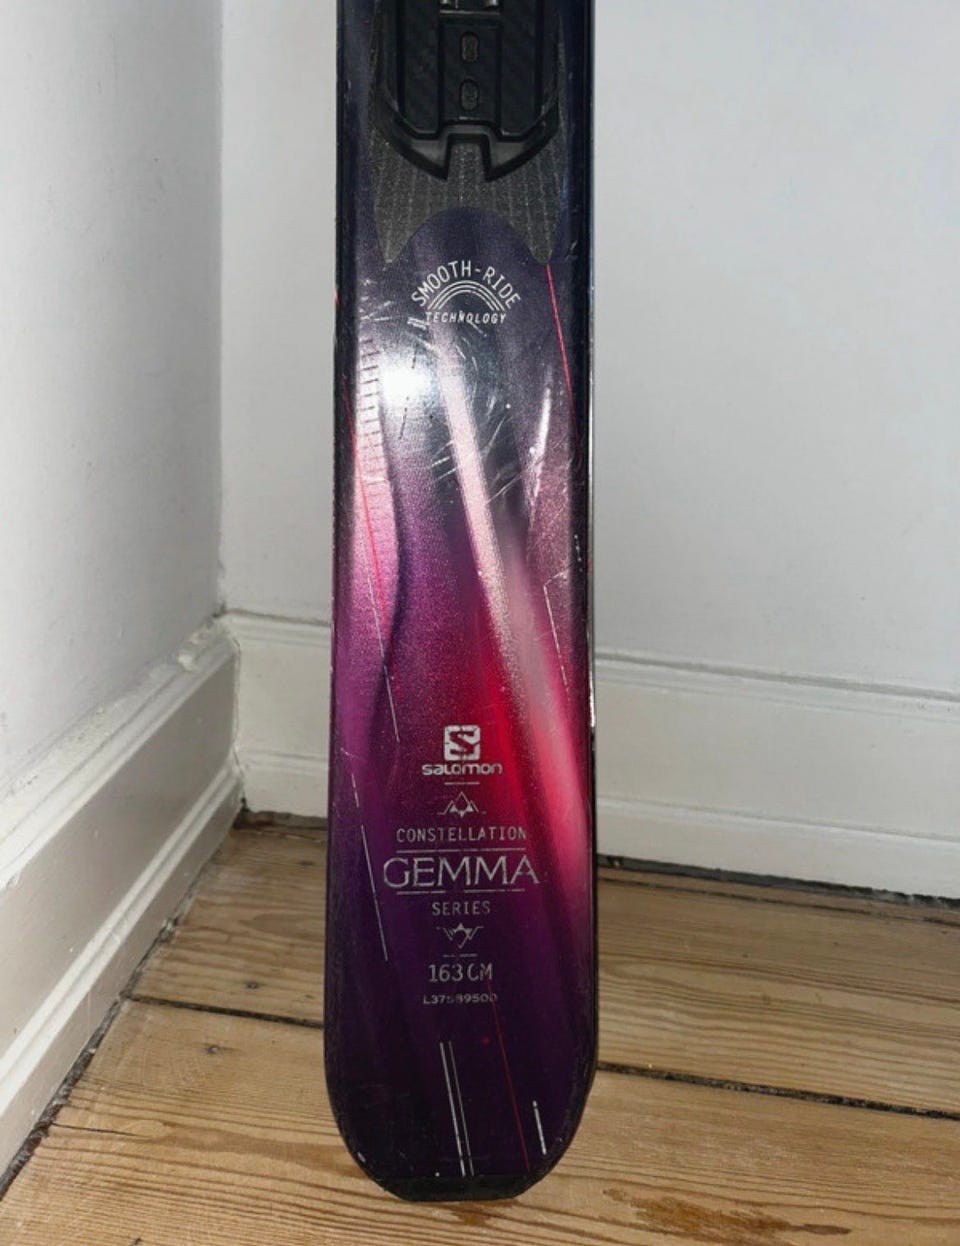 SMOOTH-RIDE
TECHNOLOGY
SALOMON
CONSTELLATION
GEMMA
SERIES
163 CM